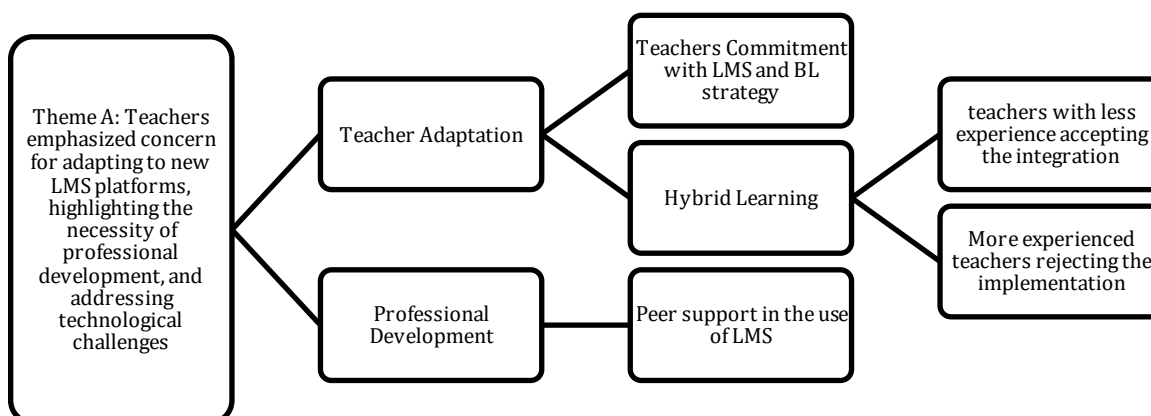 Theme A: Teachers
emphasized concern
for adapting to new
LMS platforms,
highlighting the
necessity of
professional
development, and
addressing
technological
challenges
Teacher Adaptation
Teachers Commitment
with LMS and BL
strategy
Hybrid Learning
teachers with less
experience accepting
the integration
More experienced
teachers rejecting the
implementation
Professional
Development
Peer support in the use
of LMS